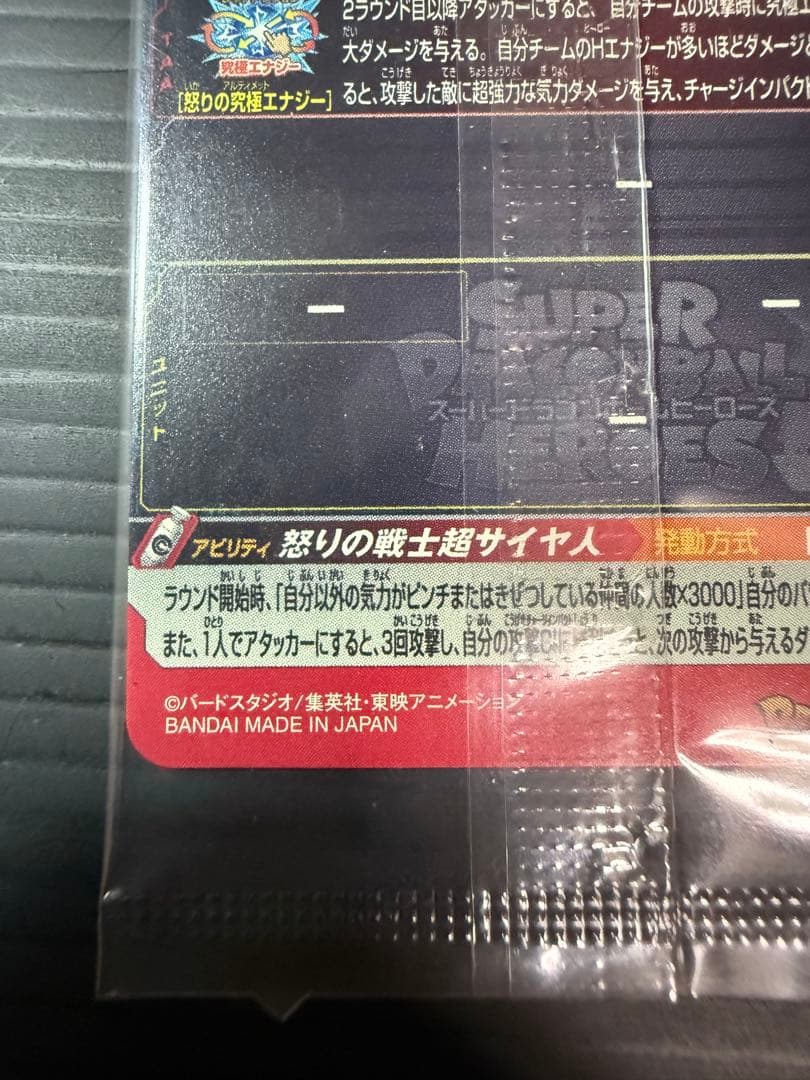 2ラウンド目以降アタッカーにすると、自分チームの攻撃時に究極エ
大ダメージを与える。自分チームのHエナジーが多いほどダメージ
究極エナジー
[怒りの究極エナジー]
ると、攻撃した敵に超強力な気力ダメージを与え、チャージインパクト
ユニット
SUPER
DRAGONBALL
スーパードラゴンボールヒーローズ
HEROES
アビリティ 怒りの戦士超サイヤ人 発動方式
ラウンド開始時、「自分以外の気力がピンチまたはきぜつしている仲間の人数×3000」自分のパ
また、1人でアタッカーにすると、3回攻撃し、自分の攻撃CIに と、次の攻撃から与えるダ
©バードスタジオ/集英社・東映アニメーション
BANDAI MADE IN JAPAN